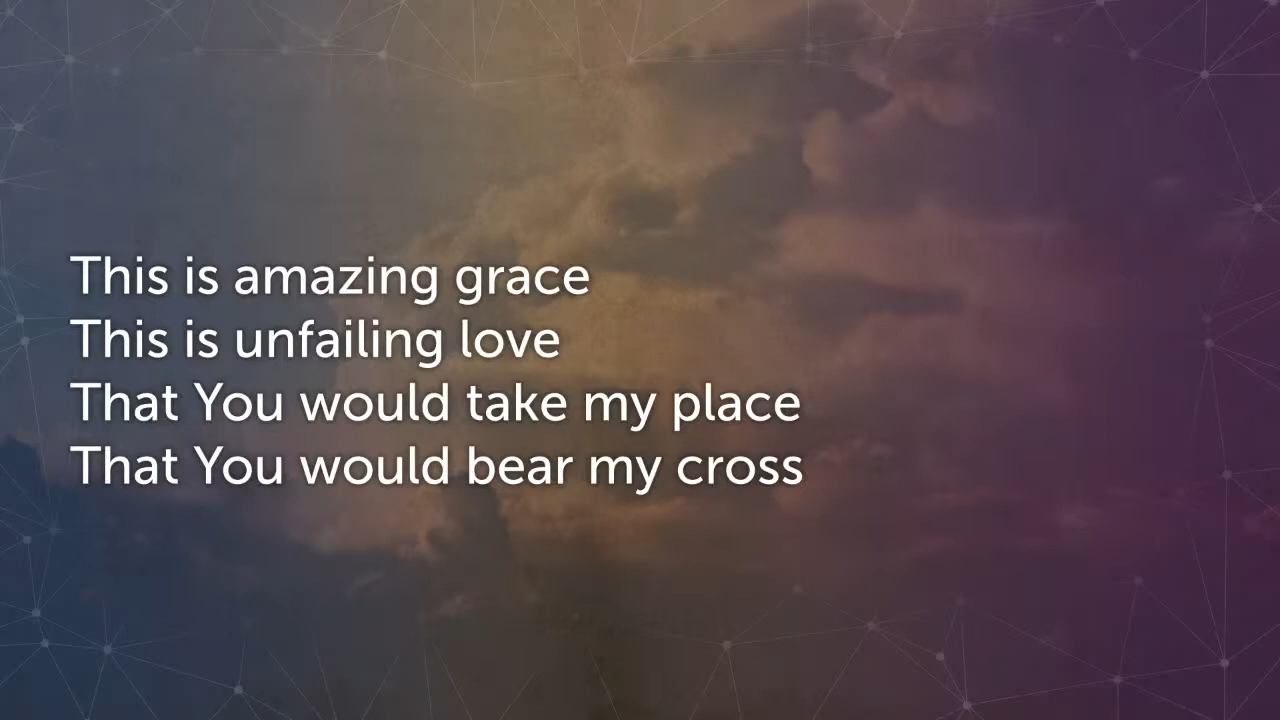 This is amazing grace
This is unfailing love
That You would take my place
That You would bear my cross